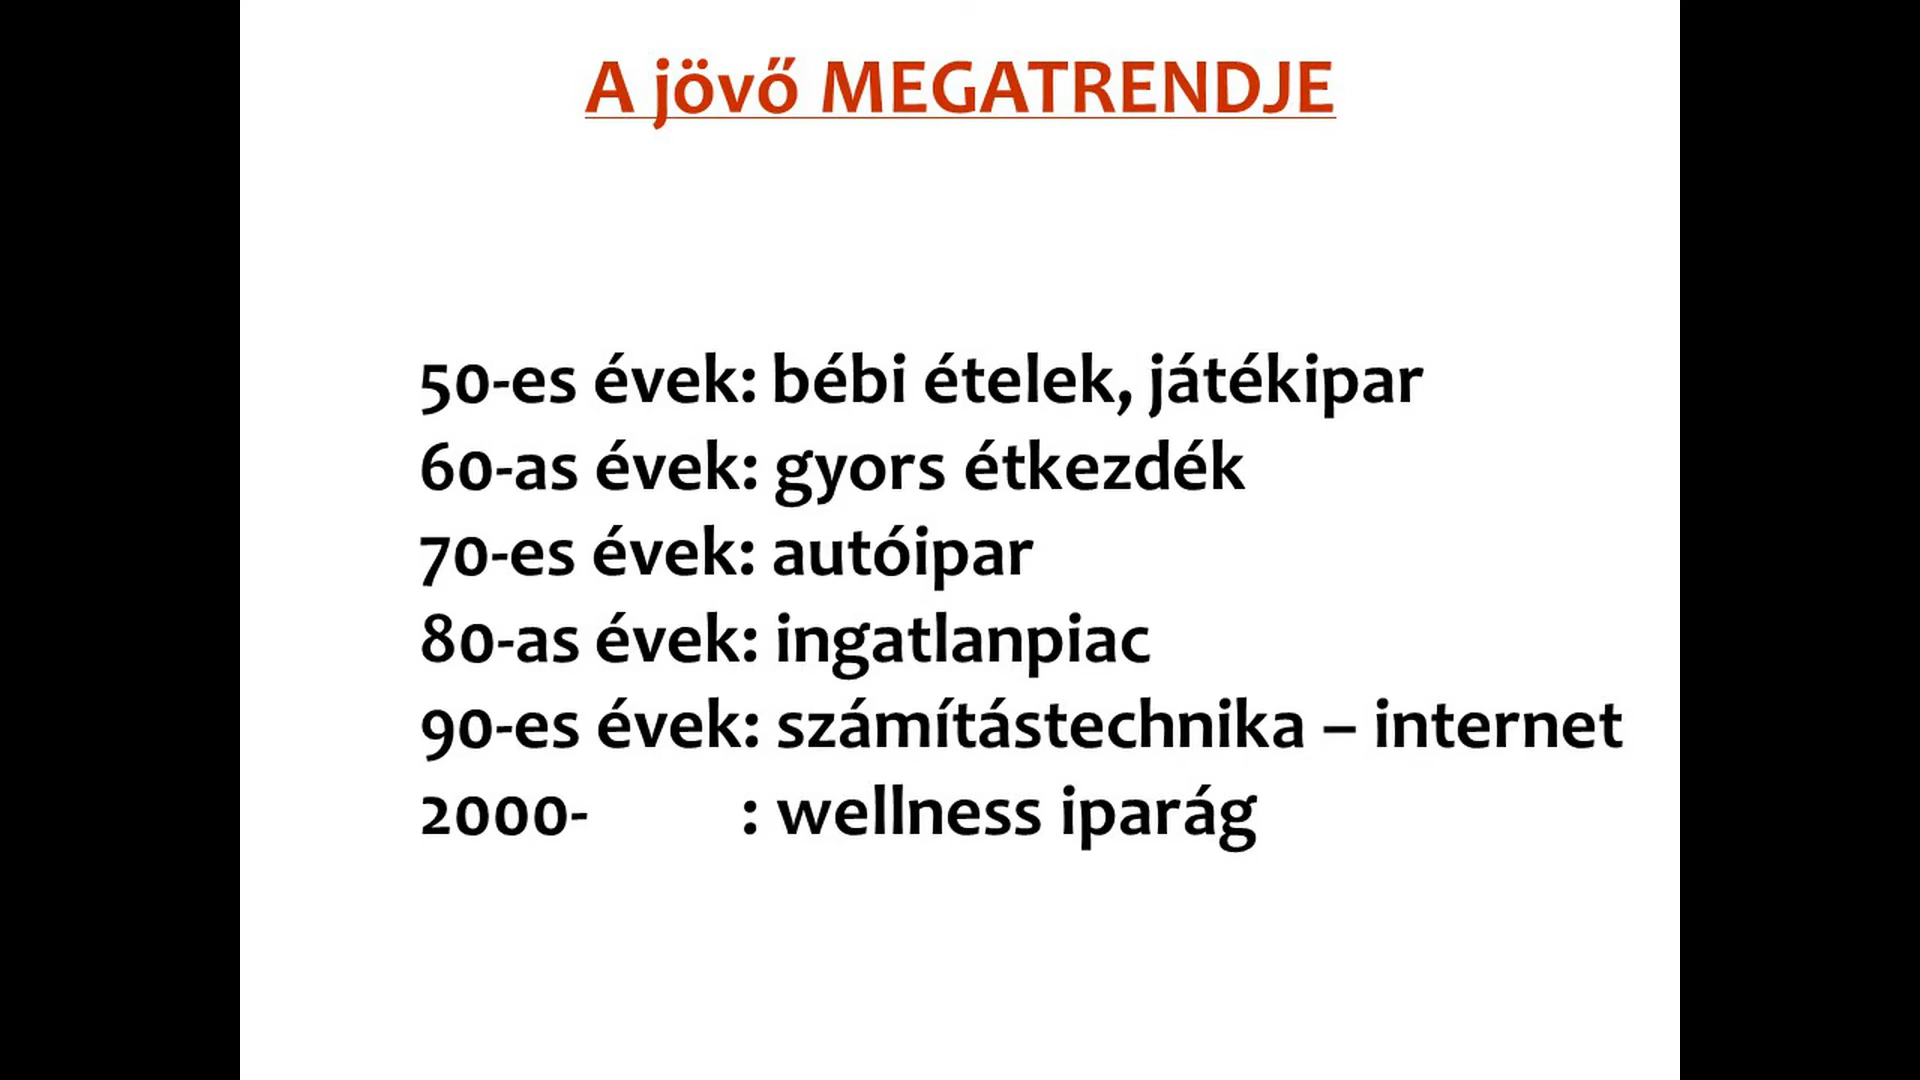 A jövő MEGATRENDJE
50-es évek: bébi ételek, játékipar
60-as évek: gyors étkezdék
70-es évek: autóipar
80-as évek: ingatlanpiac
90-es évek: számítástechnika – internet
2000- : wellness iparág